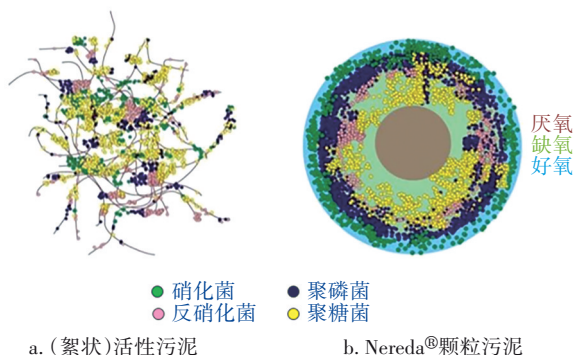 厌氧
缺氧
好氧
硝化菌 聚磷菌
反硝化菌 聚糖菌
a. (絮状)活性污泥 b. Nereda®颗粒污泥